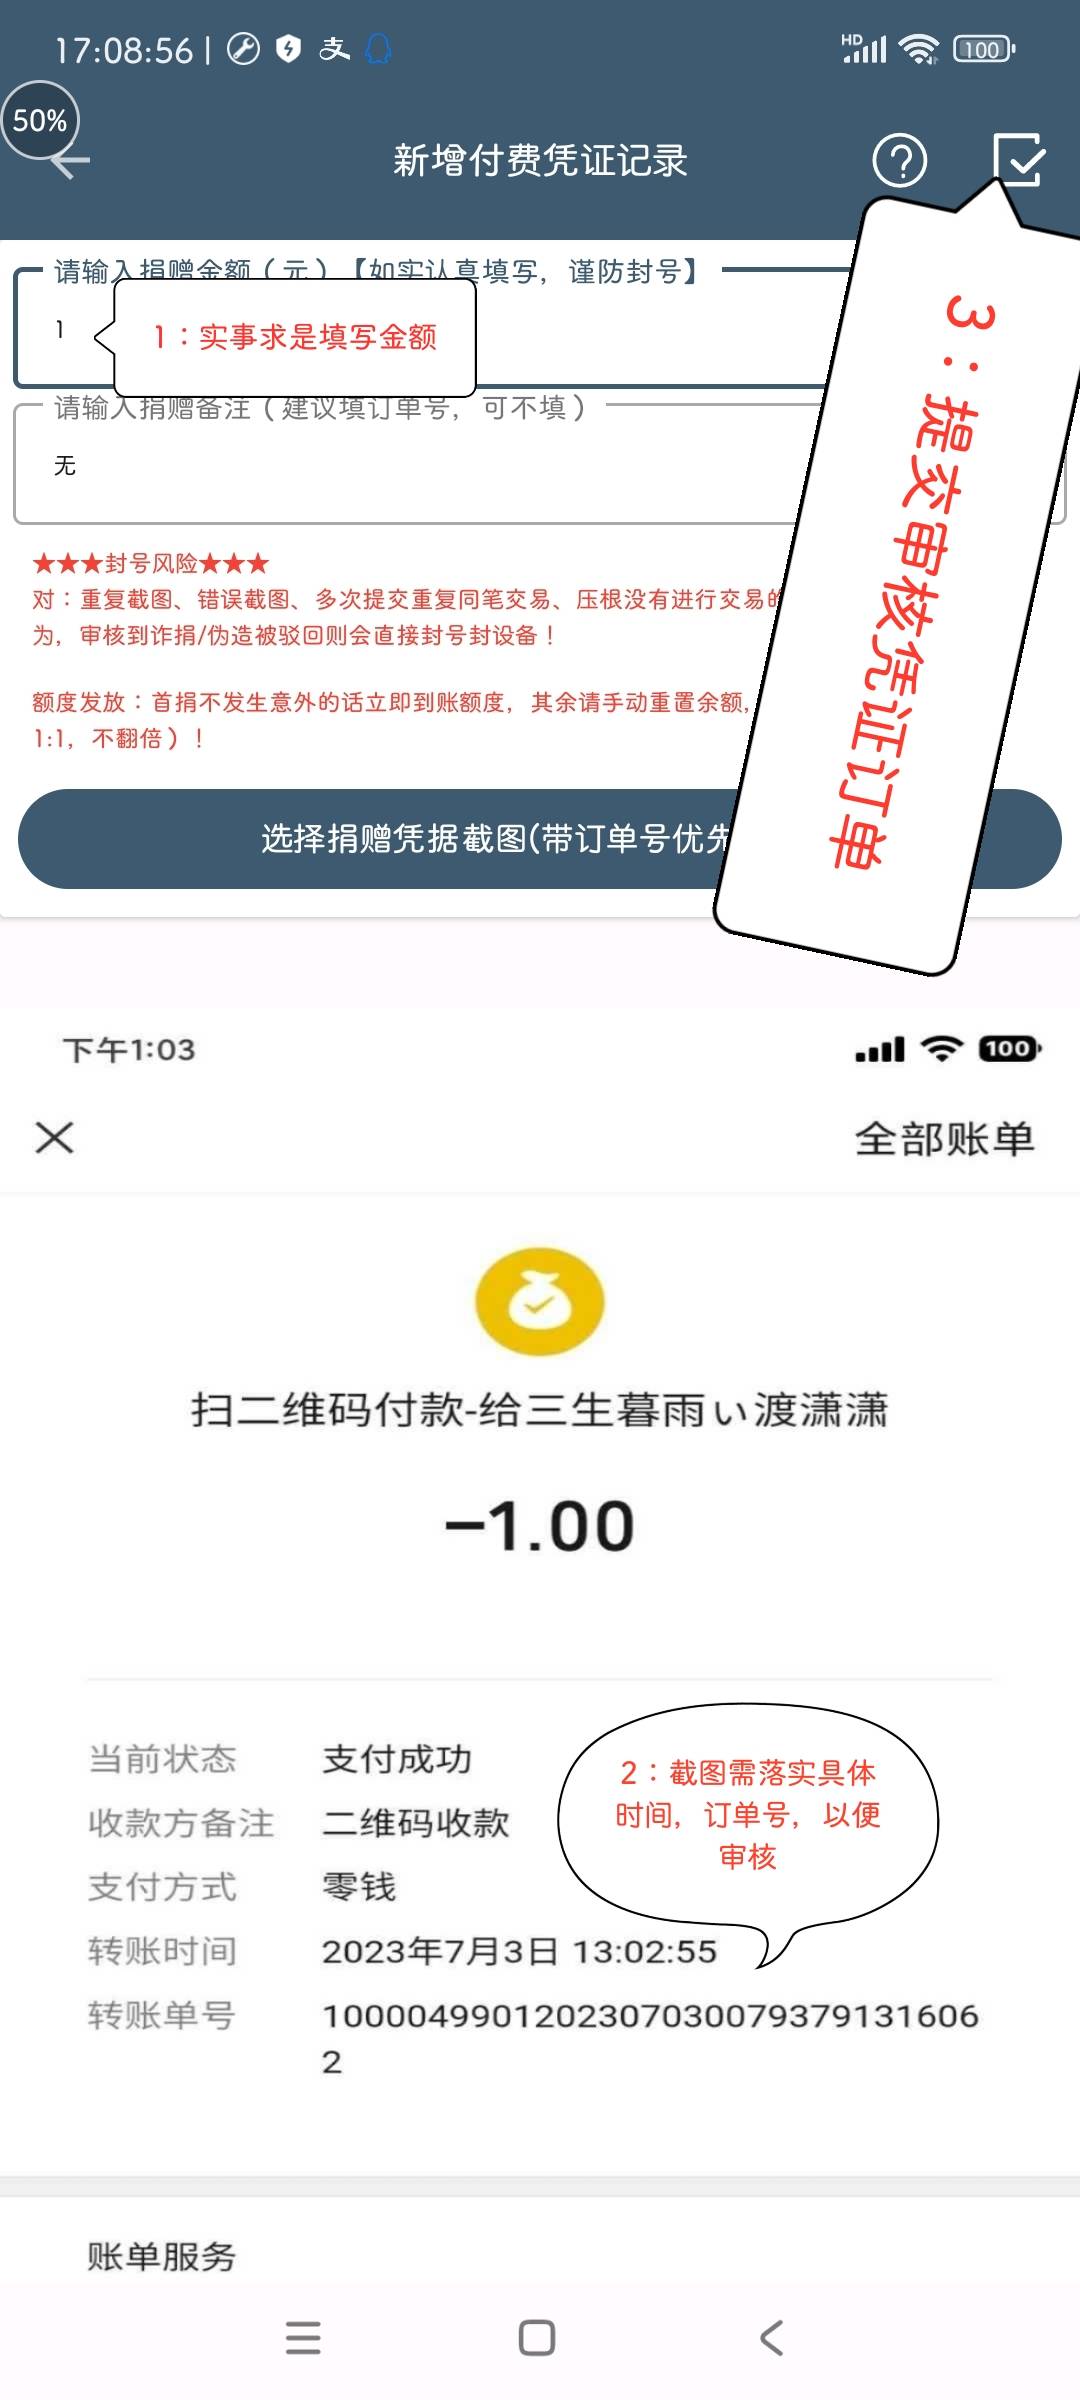 17:08:56 |
HD
100
50%
新增付费凭证记录
请输入捐赠金额（元）【如实认真填写，谨防封号】
1
1：实事求是填写金额
请输入捐赠备注（建议填订单号，可不填）
无
3：提交审核凭证订单
★★★封号风险★★★
对：重复截图、错误截图、多次提交重复同笔交易、压根没有进行交易的
为，审核到诈捐/伪造被驳回则会直接封号封设备！
额度发放：首捐不发生意外的话立即到账额度，其余请手动重置余额，
1:1，不翻倍）！
选择捐赠凭据截图(带订单号优先
下午1:03
100
全部账单
扫二维码付款-给三生暮雨ぃ渡潇潇
-1.00
当前状态 支付成功
收款方备注 二维码收款
支付方式 零钱
2：截图需落实具体
时间，订单号，以便
审核
转账时间 2023年7月3日 13:02:55
转账单号 100004990120230703007937913160​6
2
账单服务